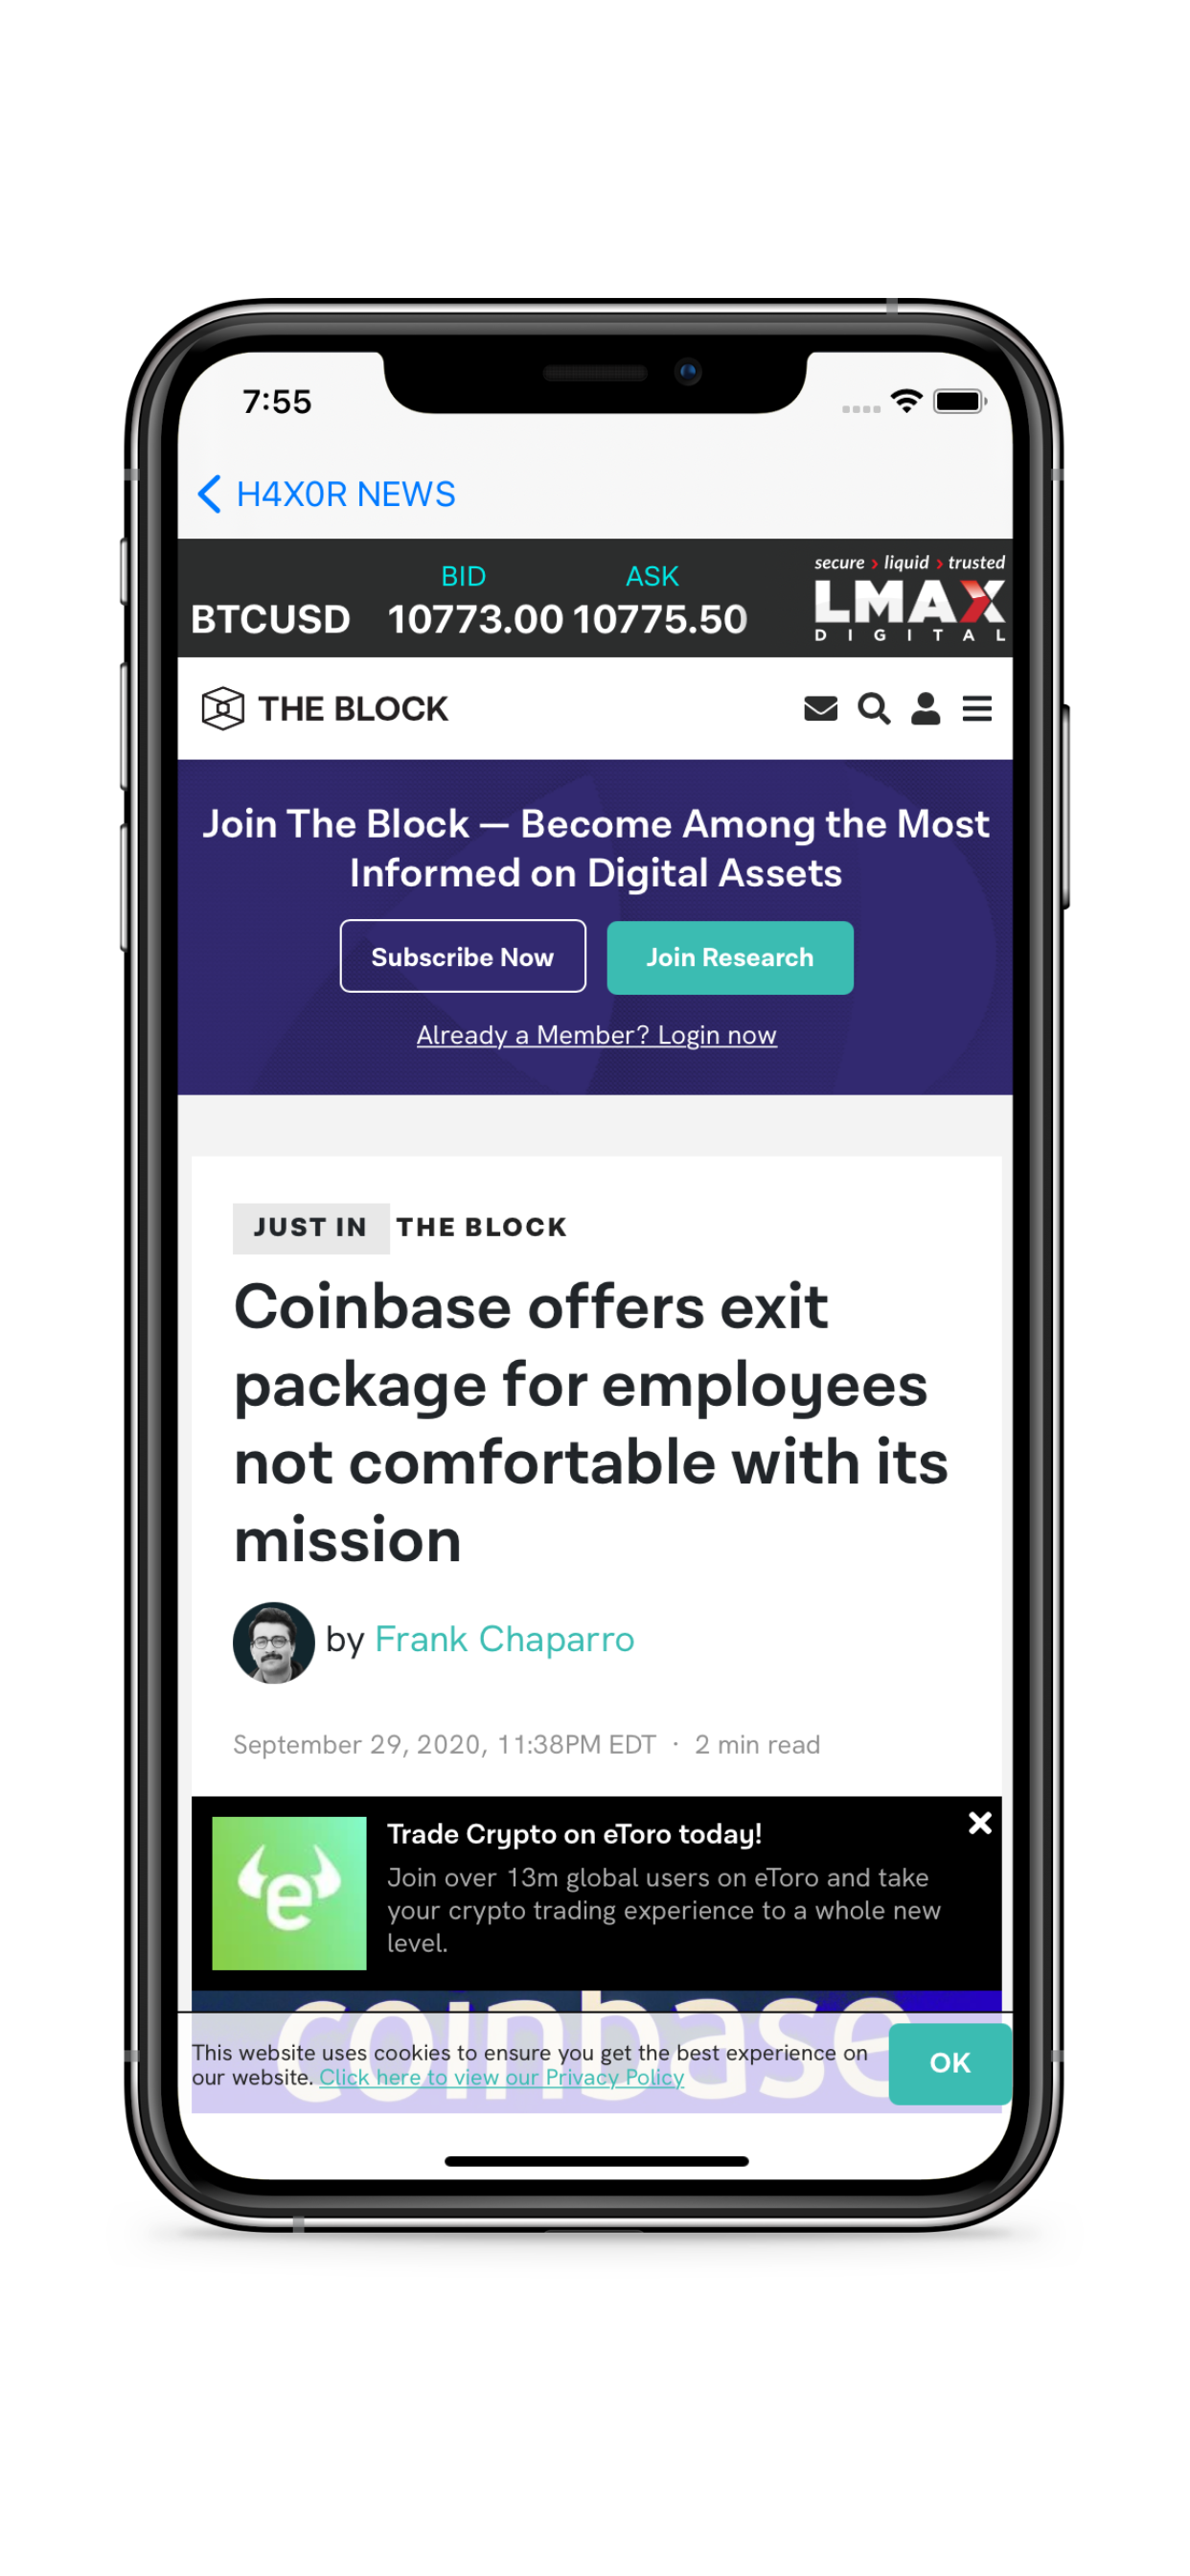 7:55
H4X0R NEWS
BID ASK
BTCUSD 10773.00 10775.50
secure › liquid › trusted
LMAX
DIGITAL
THE BLOCK
Join The Block — Become Among the Most
Informed on Digital Assets
Subscribe Now Join Research
Already a Member? Login now
JUST IN THE BLOCK
Coinbase offers exit
package for employees
not comfortable with its
mission
by Frank Chaparro
September 29, 2020, 11:38PM EDT · 2 min read
e
Trade Crypto on eToro today!
Join over 13m global users on eToro and take
your crypto trading experience to a whole new
level.
coinbase
This website uses cookies to ensure you get the best experience on
our website. Click here to view our Privacy Policy
OK